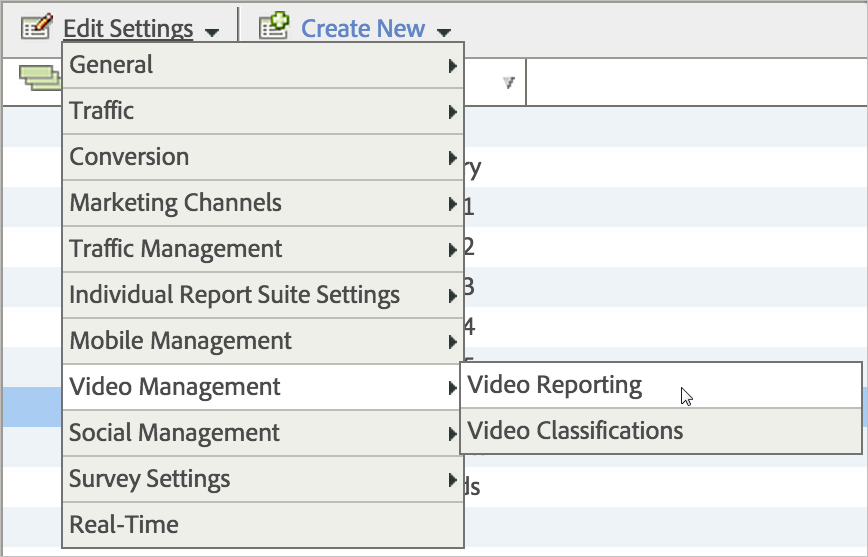 Edit Settings Create New
General
Traffic
Conversion
ry
Marketing Channels
1
Traffic Management
2
Individual Report Suite Settings
3
Mobile Management
4
Video Management
Video Reporting
Social Management
Video Classifications
Survey Settings
ds
Real-Time